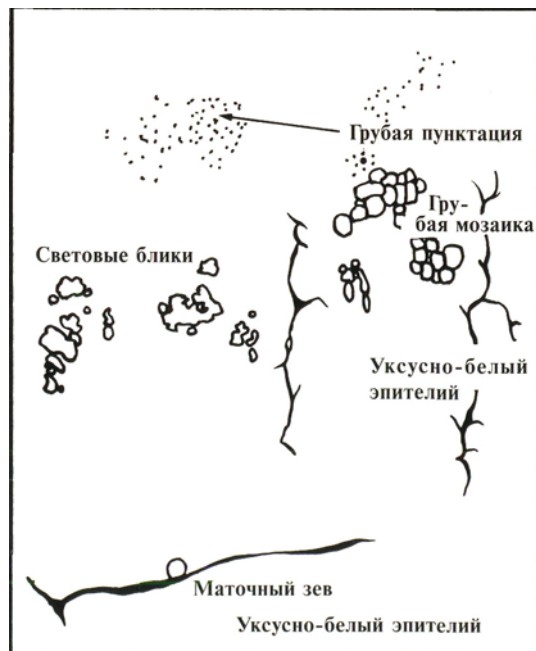 Грубая пунктация
Гру-
бая мозаика
Световые блики
Уксусно-белый
эпителий
Маточный зев
Уксусно-белый эпителий